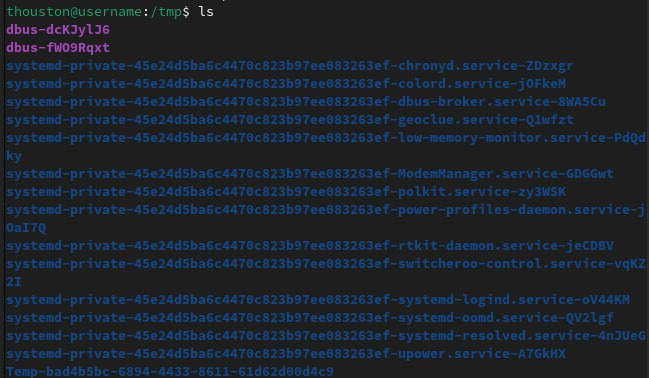 thouston@username:/tmp$ ls
dbus-dcKJylJ6
dbus-fWO9Rqxt
systemd-private-45e24d5ba6c4470c823b97ee083263ef-chronyd.service-ZDzxgr
systemd-private-45e24d5ba6c4470c823b97ee083263ef-colord.service-jOFkeM
systemd-private-45e24d5ba6c4470c823b97ee083263ef-dbus-broker.service-8WA5Cu
systemd-private-45e24d5ba6c4470c823b97ee083263ef-geoclue.service-Q1wfzt
systemd-private-45e24d5ba6c4470c823b97ee083263ef-low-memory-monitor.service-PdQd
ky
systemd-private-45e24d5ba6c4470c823b97ee083263ef-ModemManager.service-GDGGwt
systemd-private-45e24d5ba6c4470c823b97ee083263ef-polkit.service-zy3WSK
systemd-private-45e24d5ba6c4470c823b97ee083263ef-power-profiles-daemon.service-j
OaI7Q
systemd-private-45e24d5ba6c4470c823b97ee083263ef-rtkit-daemon.service-jeCDBV
systemd-private-45e24d5ba6c4470c823b97ee083263ef-switcheroo-control.service-vqKZ
2I
systemd-private-45e24d5ba6c4470c823b97ee083263ef-systemd-logind.service-oV44KM
systemd-private-45e24d5ba6c4470c823b97ee083263ef-systemd-oomd.service-QV2lgf
systemd-private-45e24d5ba6c4470c823b97ee083263ef-systemd-resolved.service-4nJUeG
systemd-private-45e24d5ba6c4470c823b97ee083263ef-upower.service-A7GkHX
Temp-bad4b5bc-6894-4433-8611-61d62d00d4c9